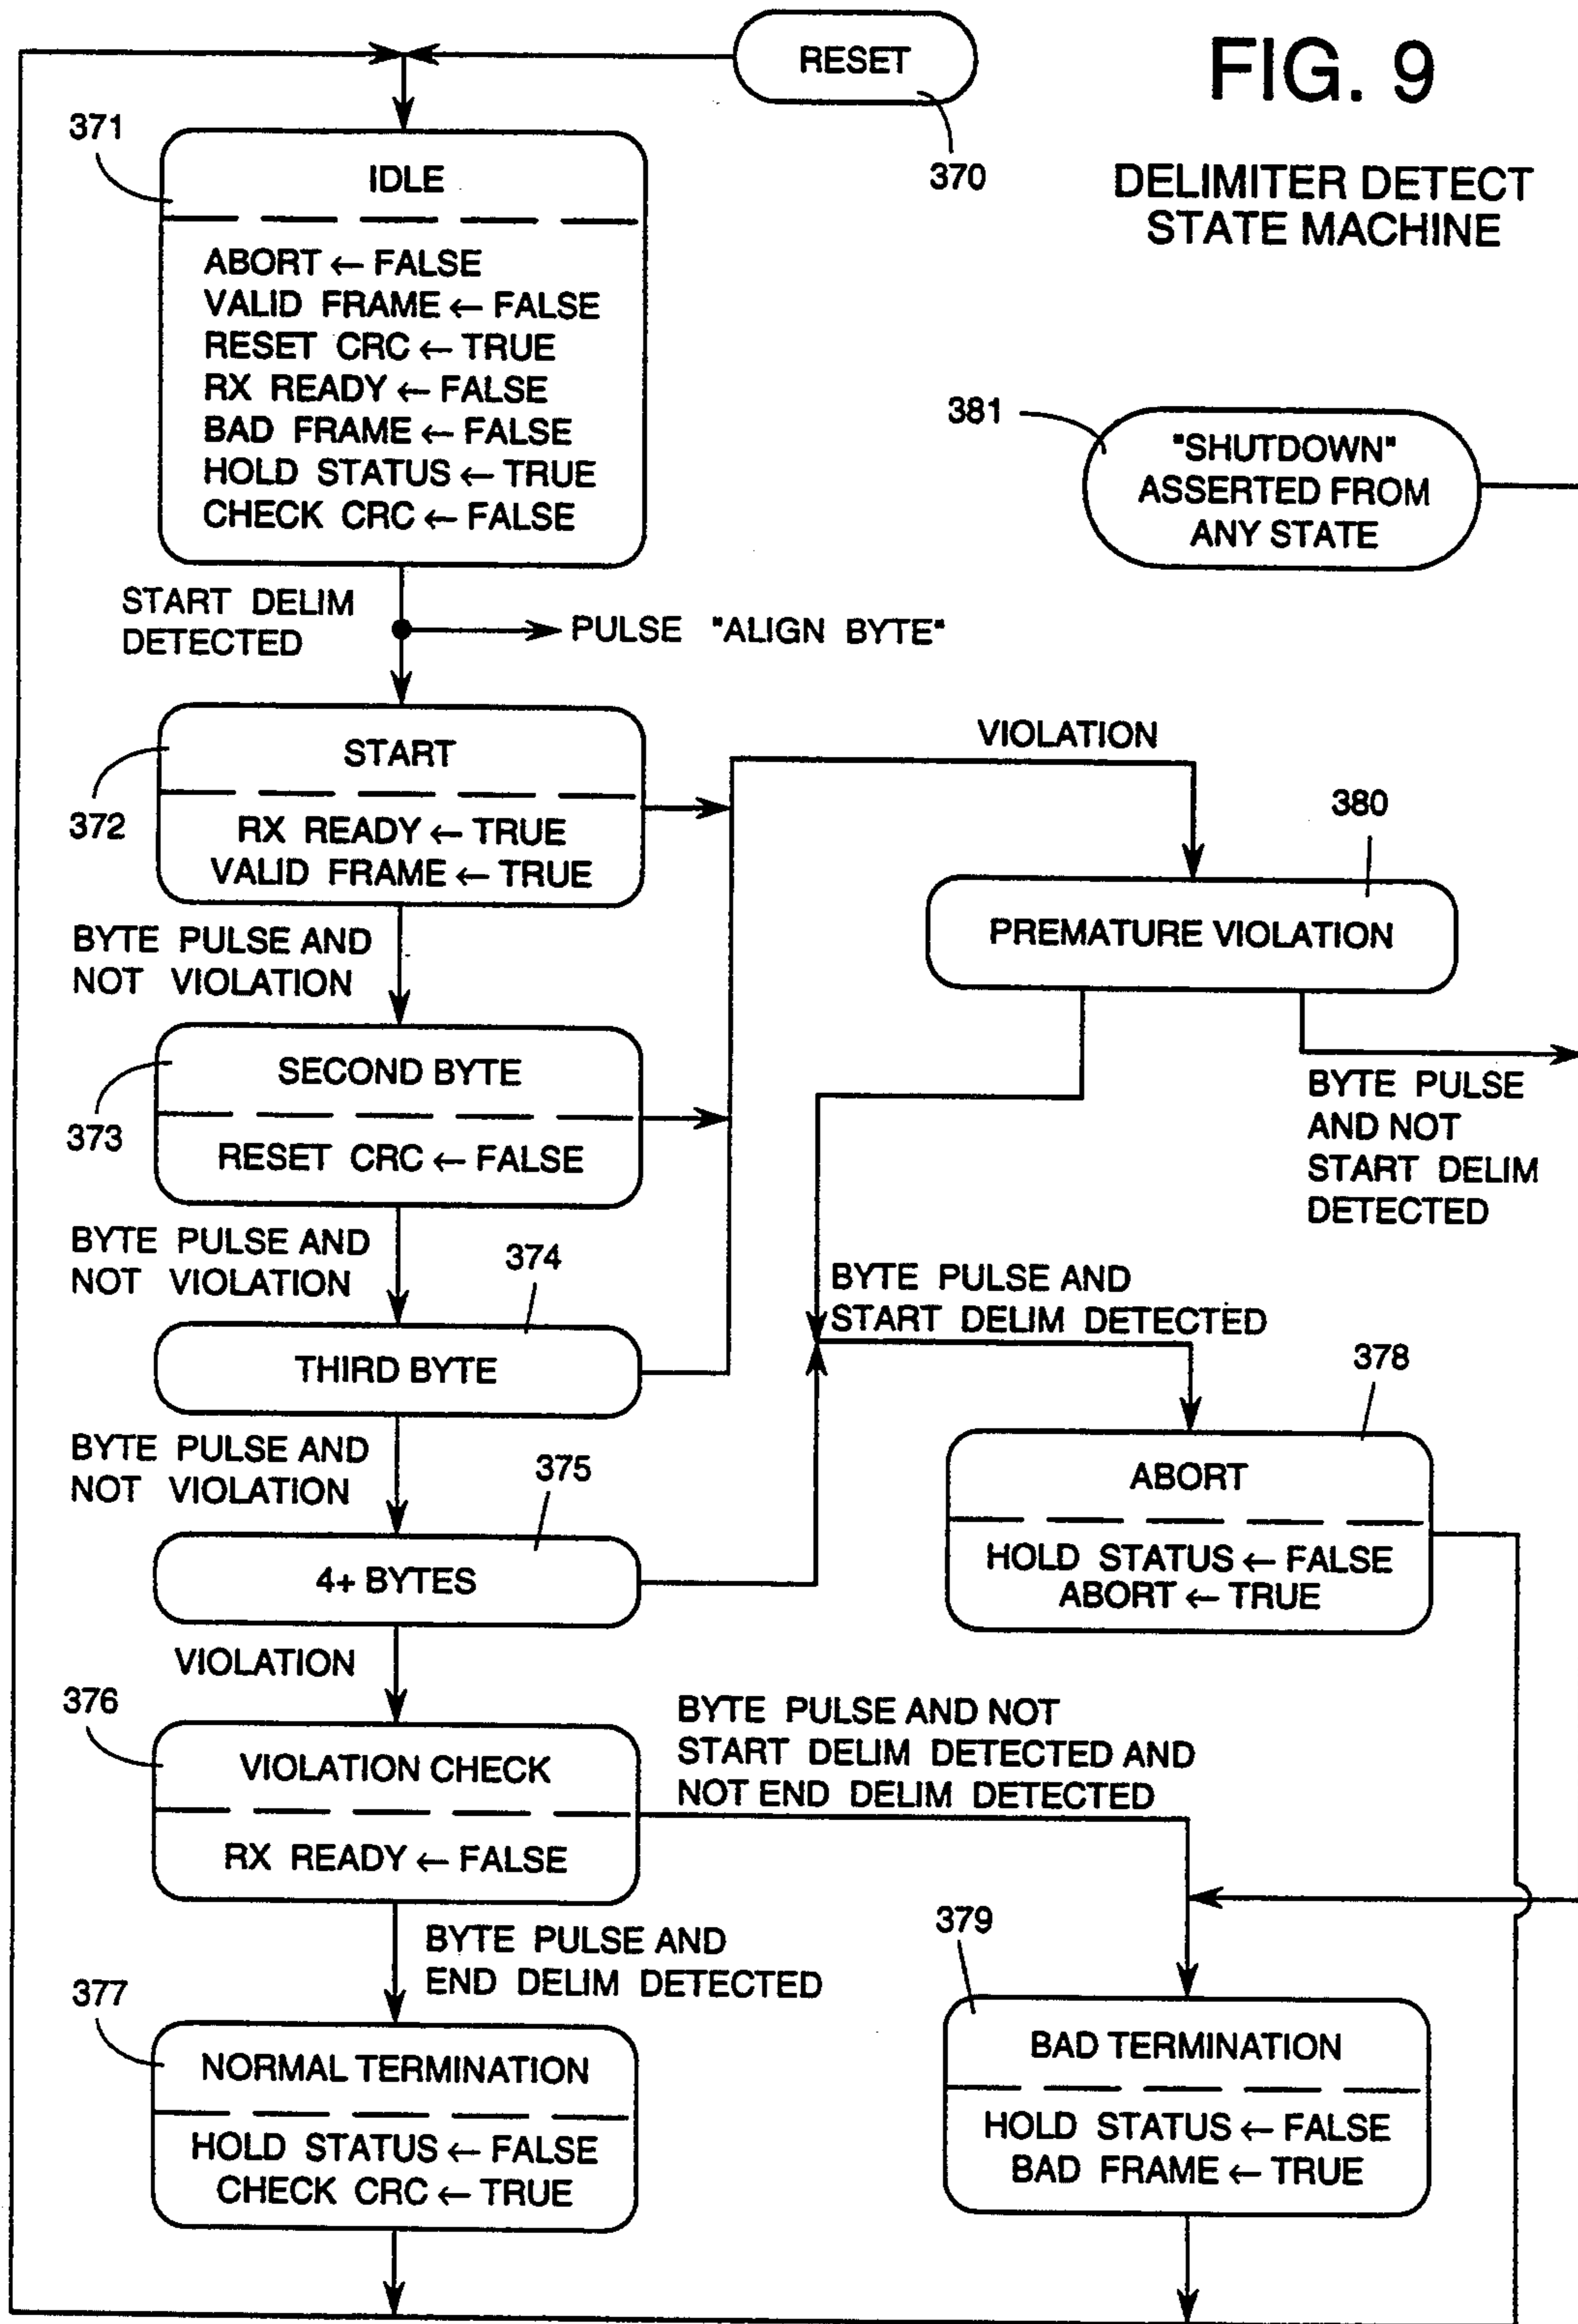 FIG. 9
DELIMITER DETECT
STATE MACHINE
RESET
370
371
IDLE
ABORT ← FALSE
VALID FRAME ← FALSE
RESET CRC ← TRUE
RX READY ← FALSE
BAD FRAME ← FALSE
HOLD STATUS ← TRUE
CHECK CRC ← FALSE
381
"SHUTDOWN"
ASSERTED FROM
ANY STATE
START DELIM
DETECTED
PULSE "ALIGN BYTE"
372
START
RX READY ← TRUE
VALID FRAME ← TRUE
VIOLATION
380
PREMATURE VIOLATION
BYTE PULSE AND
NOT VIOLATION
373
SECOND BYTE
RESET CRC ← FALSE
BYTE PULSE
AND NOT
START DELIM
DETECTED
BYTE PULSE AND
NOT VIOLATION
374
THIRD BYTE
BYTE PULSE AND
START DELIM DETECTED
378
ABORT
HOLD STATUS ← FALSE
ABORT ← TRUE
BYTE PULSE AND
NOT VIOLATION
375
4+ BYTES
VIOLATION
376
VIOLATION CHECK
RX READY ← FALSE
BYTE PULSE AND NOT
START DELIM DETECTED AND
NOT END DELIM DETECTED
BYTE PULSE AND
END DELIM DETECTED
377
NORMAL TERMINATION
HOLD STATUS ← FALSE
CHECK CRC ← TRUE
379
BAD TERMINATION
HOLD STATUS ← FALSE
BAD FRAME ← TRUE